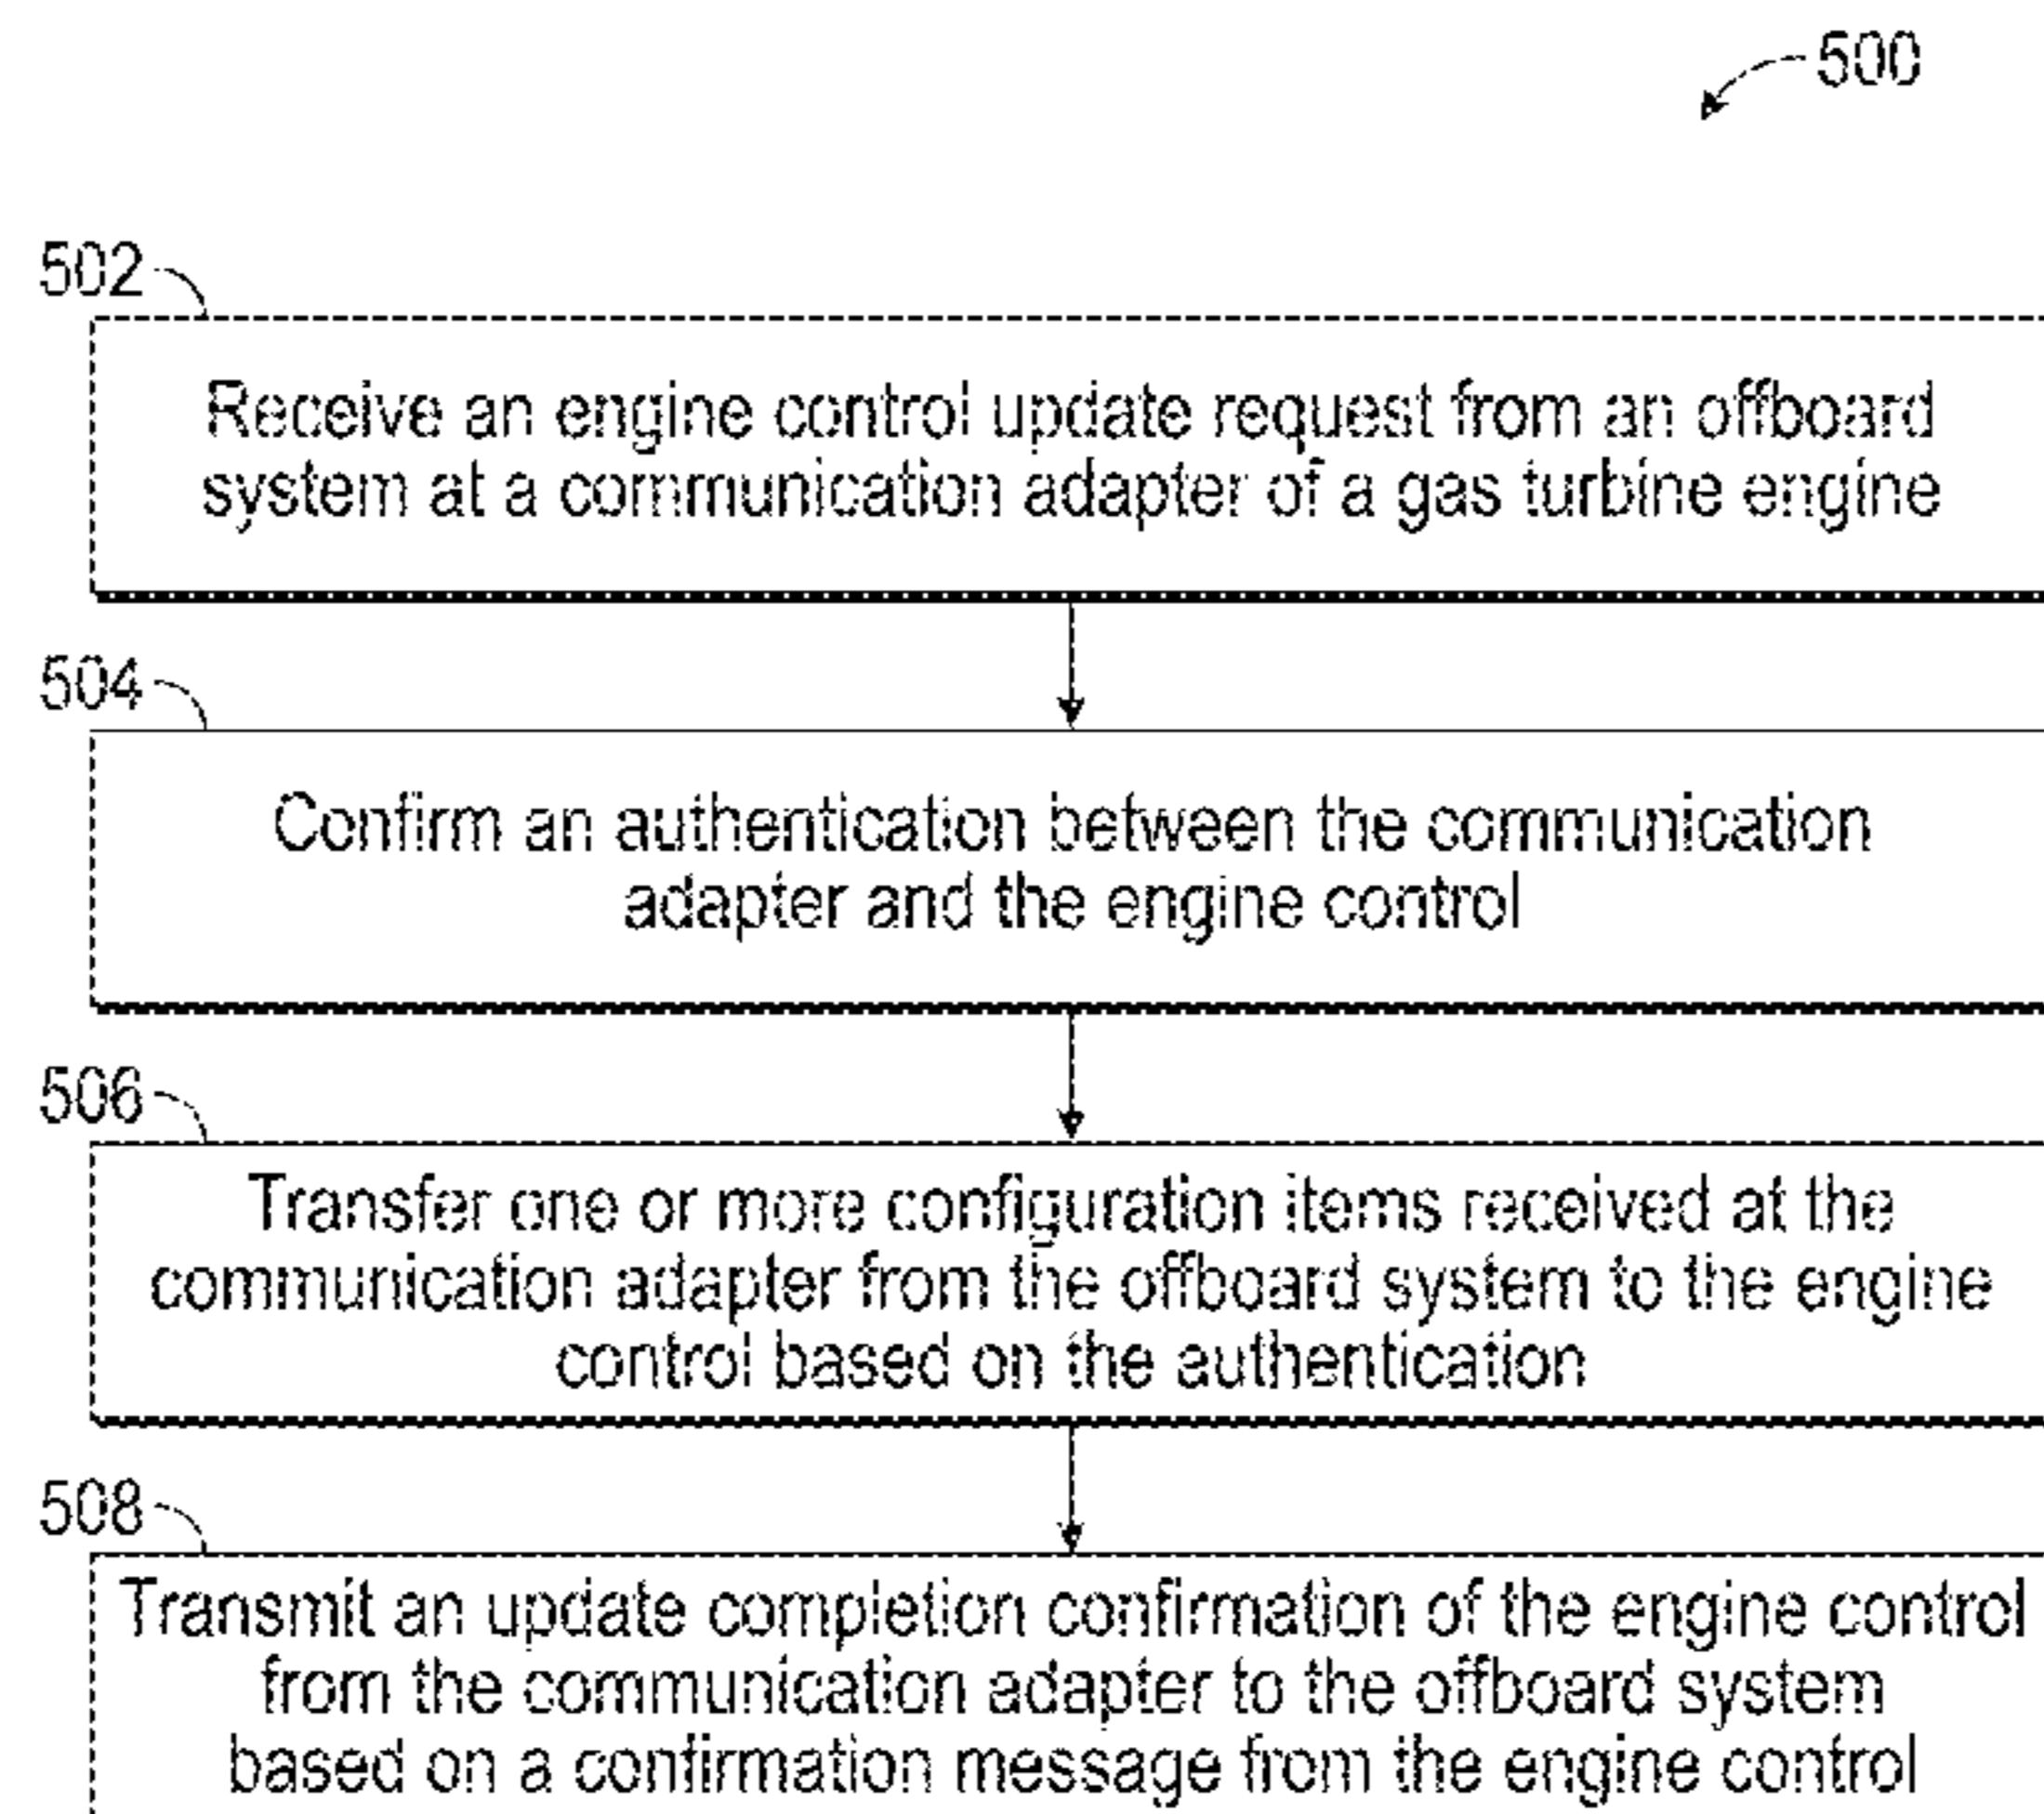 500
502
Receive an engine control update request from an offboard
system at a communication adapter of a gas turbine engine
504
Confirm an authentication between the communication
adapter and the engine control
506
Transfer one or more configuration items received at the
communication adapter from the offboard system to the engine
control based on the authentication
508
Transmit an update completion confirmation of the engine control
from the communication adapter to the offboard system
based on a confirmation message from the engine control